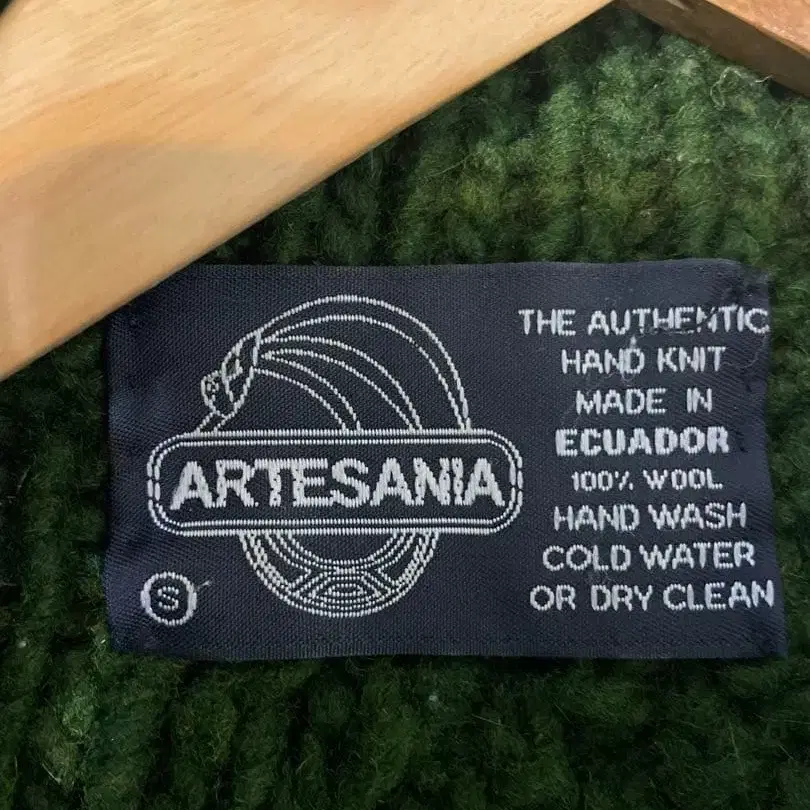 ARTESANIA
S
THE AUTHENTIC
HAND KNIT
MADE IN
ECUADOR
100% WOOL
HAND WASH
COLD WATER
OR DRY CLEAN